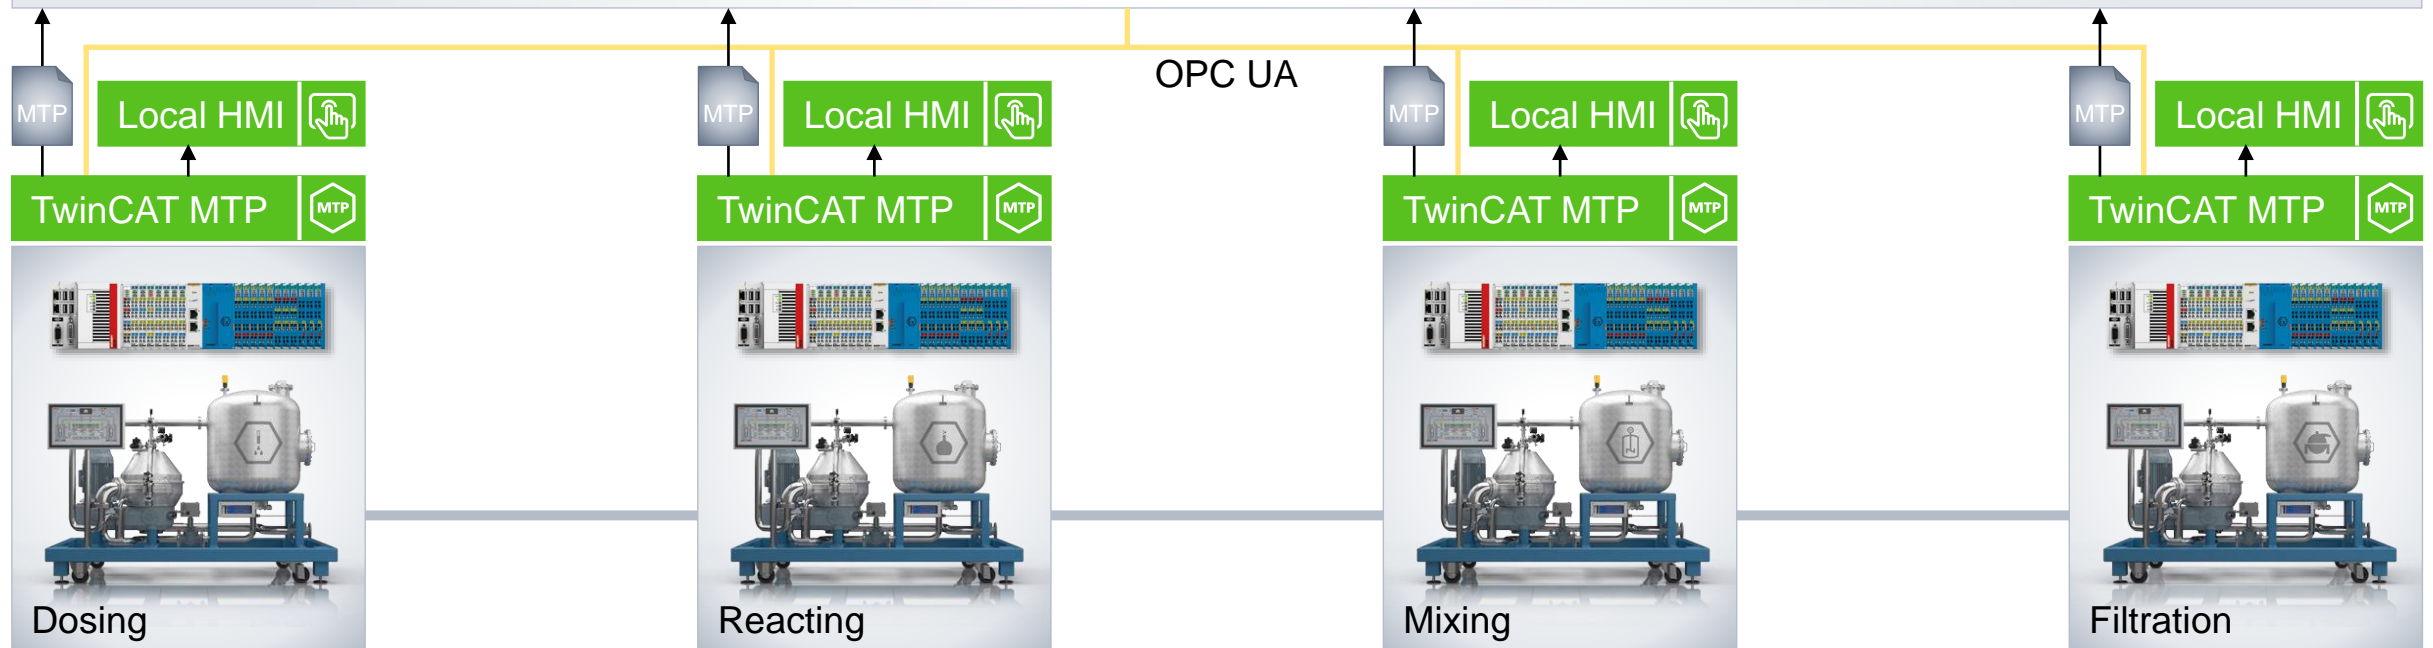 OPC UA
MTP
Local HMI
MTP
Local HMI
MTP
Local HMI
MTP
Local HMI
TwinCAT MTP
MTP
TwinCAT MTP
MTP
TwinCAT MTP
MTP
TwinCAT MTP
MTP
Dosing
Reacting
Mixing
Filtration